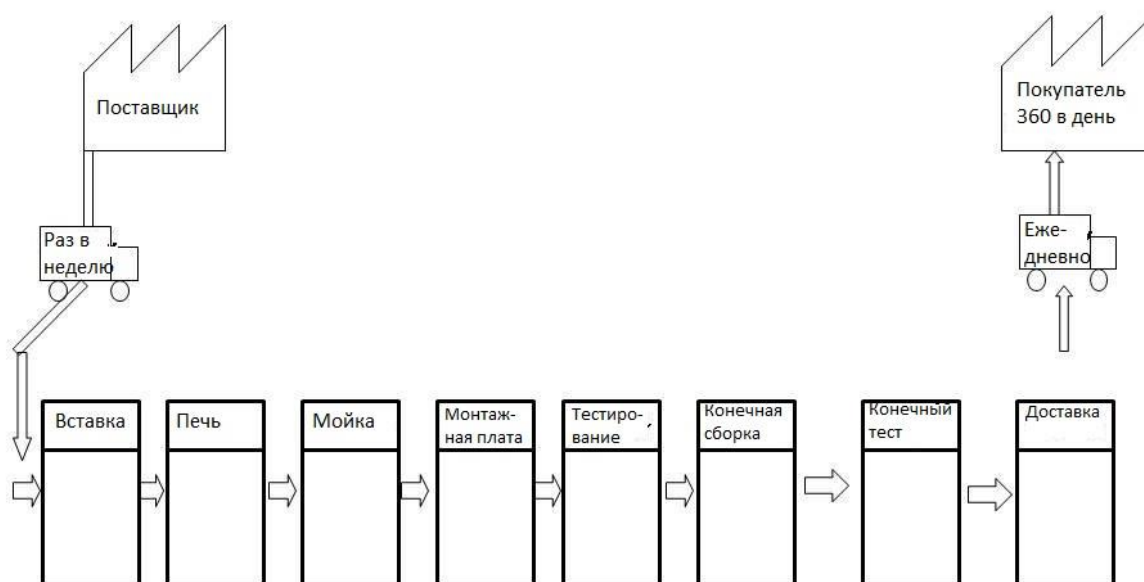 Поставщик
Покупатель
360 в день
Раз в
неделю
Еже-
дневно
Вставка
Печь
Мойка
Монтаж-
ная плата
Тестиро-
вание
Конечная
сборка
Конечный
тест
Доставка